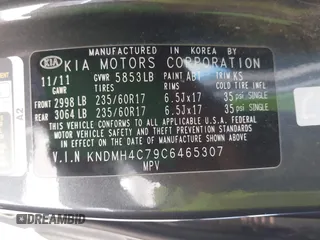 MANUFACTURED IN KOREA BY
KIA KIA MOTORS CORPORATION
11/11 GVWR 5853LB PAINT, ABT TRIM KS
TIRES RIMS COLD TIRE
FRONT 2998 LB 235/60R17 6.5Jx17 35 psi SINGLE
REAR 3064 LB 235/60R17 6.5Jx17 35 psi SINGLE
THIS VEHICLE CONFORMS TO ALL APPLICABLE
FEDERAL MOTOR VEHICLE SAFETY AND
THEFT PREVENTION STANDARDS IN EFFECT ON
THE DATE OF MANUFACTURE SHOWN ABOVE.
V.I.N KNDMH4C79C6465307
MPV
A2
DREAMBID